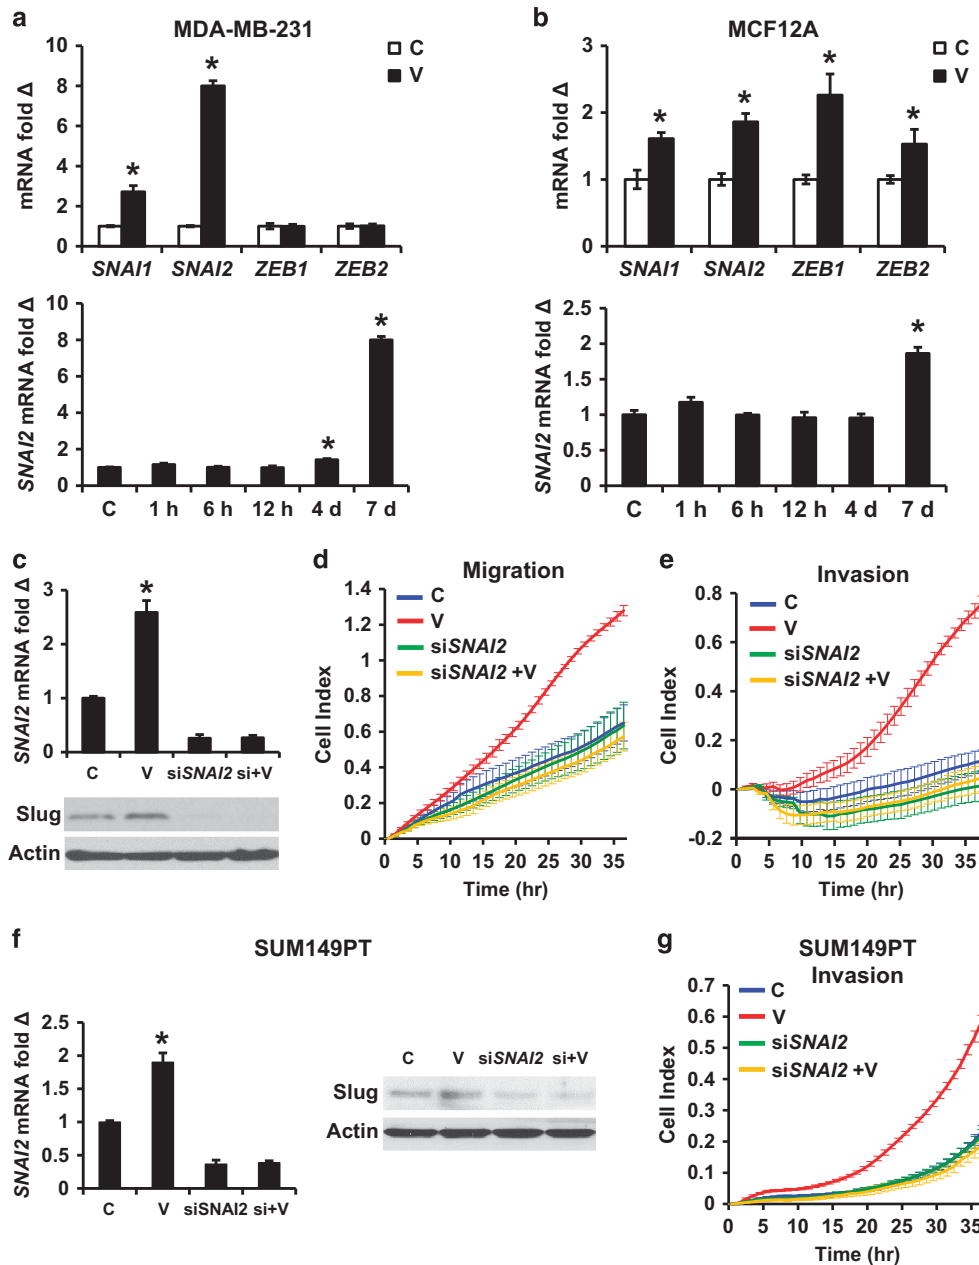 a
MDA-MB-231
C
V
mRNA fold Δ
10
8
6
4
2
0
SNAI1 SNAI2 ZEB1 ZEB2
SNAI2 mRNA fold Δ
10
8
6
4
2
0
C 1 h 6 h 12 h 4 d 7 d
* * * *
b
MCF12A
C
V
mRNA fold Δ
3
2
1
0
SNAI1 SNAI2 ZEB1 ZEB2
SNAI2 mRNA fold Δ
2.5
2
1.5
1
0.5
0
C 1 h 6 h 12 h 4 d 7 d
* * * * *
c
SNAI2 mRNA fold Δ
3
2
1
0
*
C V siSNAI2 si+V
Slug
Actin
d
Migration
C
V
siSNAI2
siSNAI2 +V
Cell Index
1.4
1.2
1
0.8
0.6
0.4
0.2
0
0 5 10 15 20 25 30 35
Time (hr)
e
Invasion
C
V
siSNAI2
siSNAI2 +V
Cell Index
0.8
0.6
0.4
0.2
0
-0.2
0 5 10 15 20 25 30 35
Time (hr)
f
SUM149PT
SNAI2 mRNA fold Δ
2.5
2
1.5
1
0.5
0
*
C V siSNAI2 si+V
C V siSNAI2 si+V
Slug
Actin
g
SUM149PT
Invasion
C
V
siSNAI2
siSNAI2 +V
Cell Index
0.7
0.6
0.5
0.4
0.3
0.2
0.1
0
0 5 10 15 20 25 30 35
Time (hr)